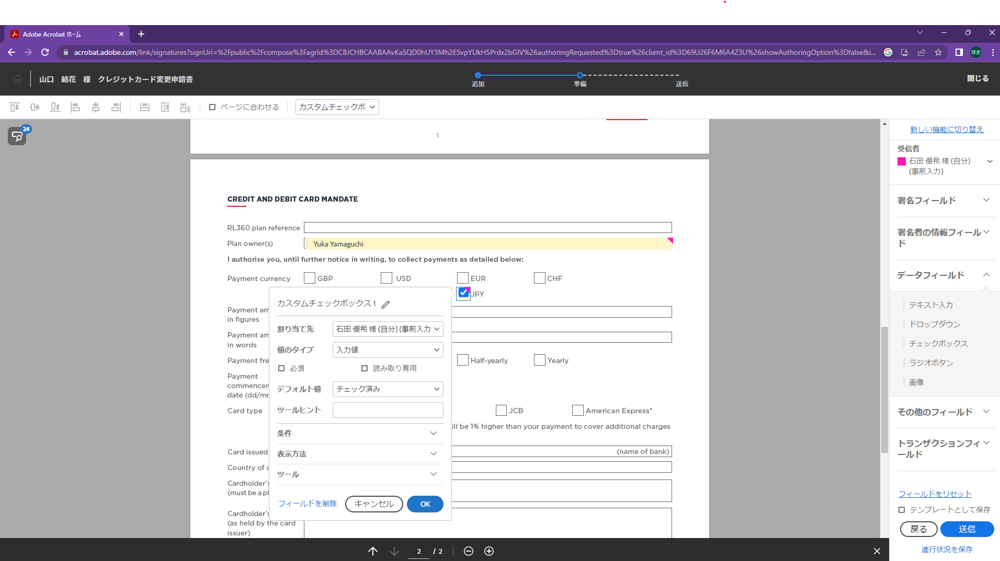 Adobe Acrobat ホーム
acrobat.adobe.com/link/signatures?signUri=%2Fpublic%2Fcompose%3FagrId%3DCBJCHBCAABAAvKaSQD0hUY3Mh2ESvpYUkHSPrdx2bGIV%26authoringRequested%3Dtrue%26client_id%3D69U26F6M6A4Z3U%26showAuthoringOption%3Dfalse&i...
惇史
山口 結花 様 クレジットカード変更申請書
追加
準備
送信
閉じる
ページに合わせる
カスタムチェックボ
24
1
CREDIT AND DEBIT CARD MANDATE
RL360 plan reference
Plan owner(s)
Yuka Yamaguchi
I authorise you, until further notice in writing, to collect payments as detailed below:
Payment currency
GBP
USD
EUR
CHF
JPY
Payment am
in figures
Payment am
in words
Payment fre
Half-yearly
Yearly
Payment
commencem
date (dd/mm
Card type
JCB
American Express*
ill be 1% higher than your payment to cover additional charges
Card issued
(name of bank)
Country of c
Cardholder's
(must be a pl
Cardholder's
(as held by the card
issuer)
カスタムチェックボックス 1
割り当て先
石田 優希 様 (自分) (事前入力
値のタイプ
入力値
必須
読み取り専用
デフォルト値
チェック済み
ツールヒント
条件
表示方法
ツール
フィールドを削除
キャンセル
OK
新しい機能に切り替え
受信者
石田 優希 様 (自分)
(事前入力)
署名フィールド
署名者の情報フィール
ド
データフィールド
テキスト入力
ドロップダウン
チェックボックス
ラジオボタン
画像
その他のフィールド
トランザクションフィ
ールド
フィールドをリセット
テンプレートとして保存
戻る
送信
進行状況を保存
2
/ 2